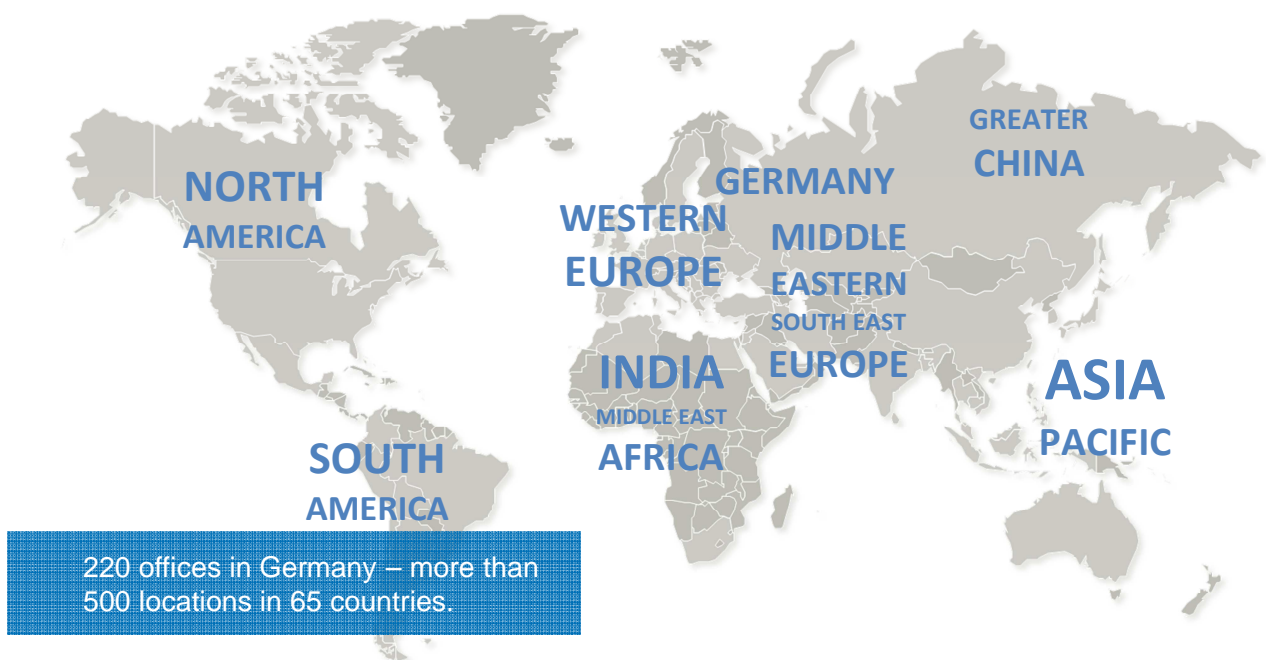 NORTH
AMERICA
SOUTH
AMERICA
WESTERN
EUROPE
GERMANY
MIDDLE
EASTERN
SOUTH EAST
EUROPE
INDIA
MIDDLE EAST
AFRICA
GREATER
CHINA
ASIA
PACIFIC
220 offices in Germany – more than
500 locations in 65 countries.